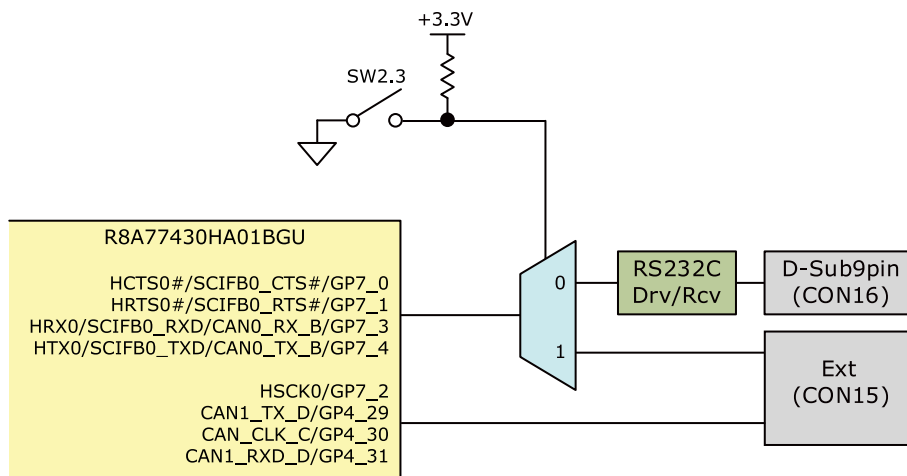 +3.3V
SW2.3
R8A77430HA01BGU
HCTS0#/SCIFB0_CTS#/GP7_0
HRTS0#/SCIFB0_RTS#/GP7_1
HRX0/SCIFB0_RXD/CAN0_RX_B/GP7_3
HTX0/SCIFB0_TXD/CAN0_TX_B/GP7_4
HSCK0/GP7_2
CAN1_TX_D/GP4_29
CAN_CLK_C/GP4_30
CAN1_RXD_D/GP4_31
0
1
RS232C
Drv/Rcv
D-Sub9pin
(CON16)
Ext
(CON15)